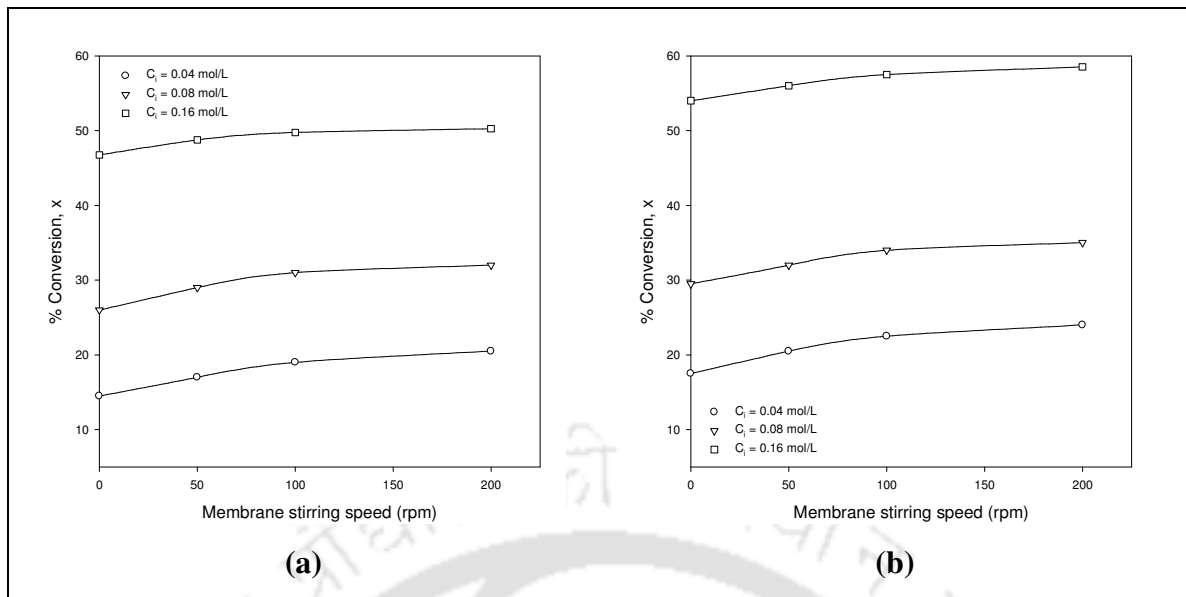 60
50
40
30
20
10
0 50 100 150 200
% Conversion, x
Membrane stirring speed (rpm)
C_i = 0.04 mol/L
C_i = 0.08 mol/L
C_i = 0.16 mol/L
(a)
60
50
40
30
20
10
0 50 100 150 200
% Conversion, x
Membrane stirring speed (rpm)
C_i = 0.04 mol/L
C_i = 0.08 mol/L
C_i = 0.16 mol/L
(b)